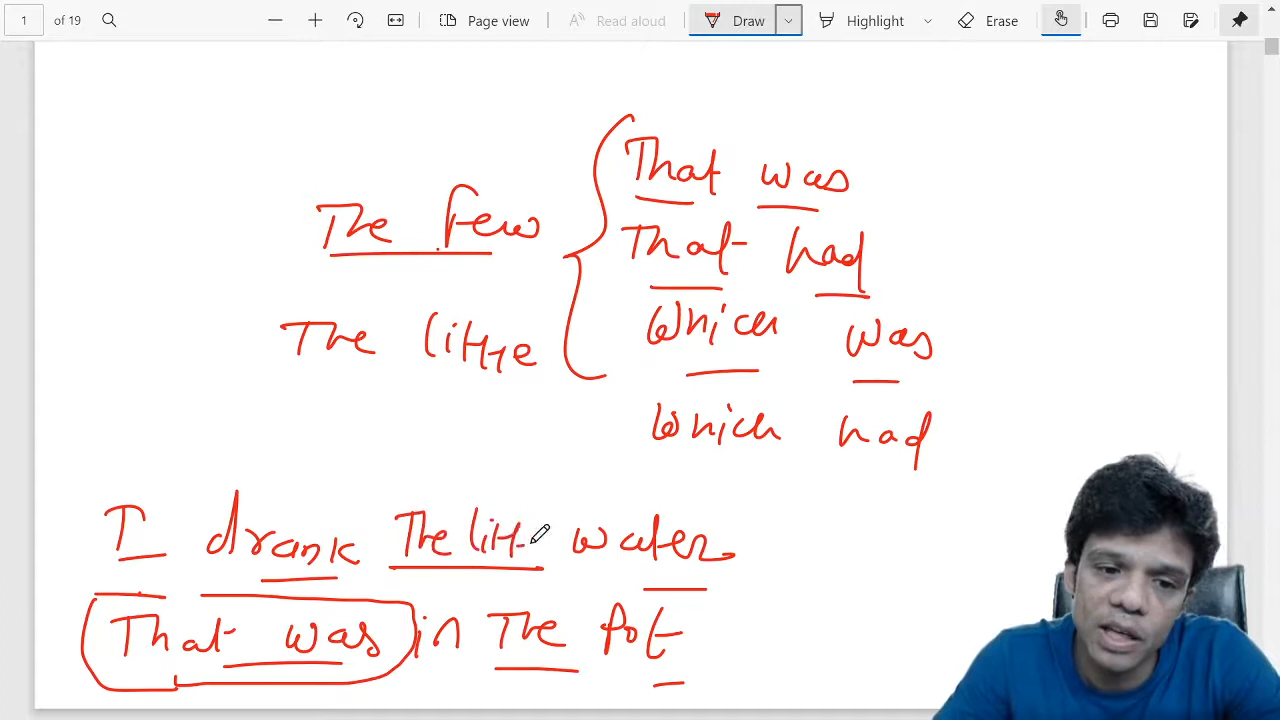 1 of 19 Page view Read aloud Draw Highlight Erase
That was
The few
That had
Which was
The little
Which had
I drank The litt water
That was in The Pot